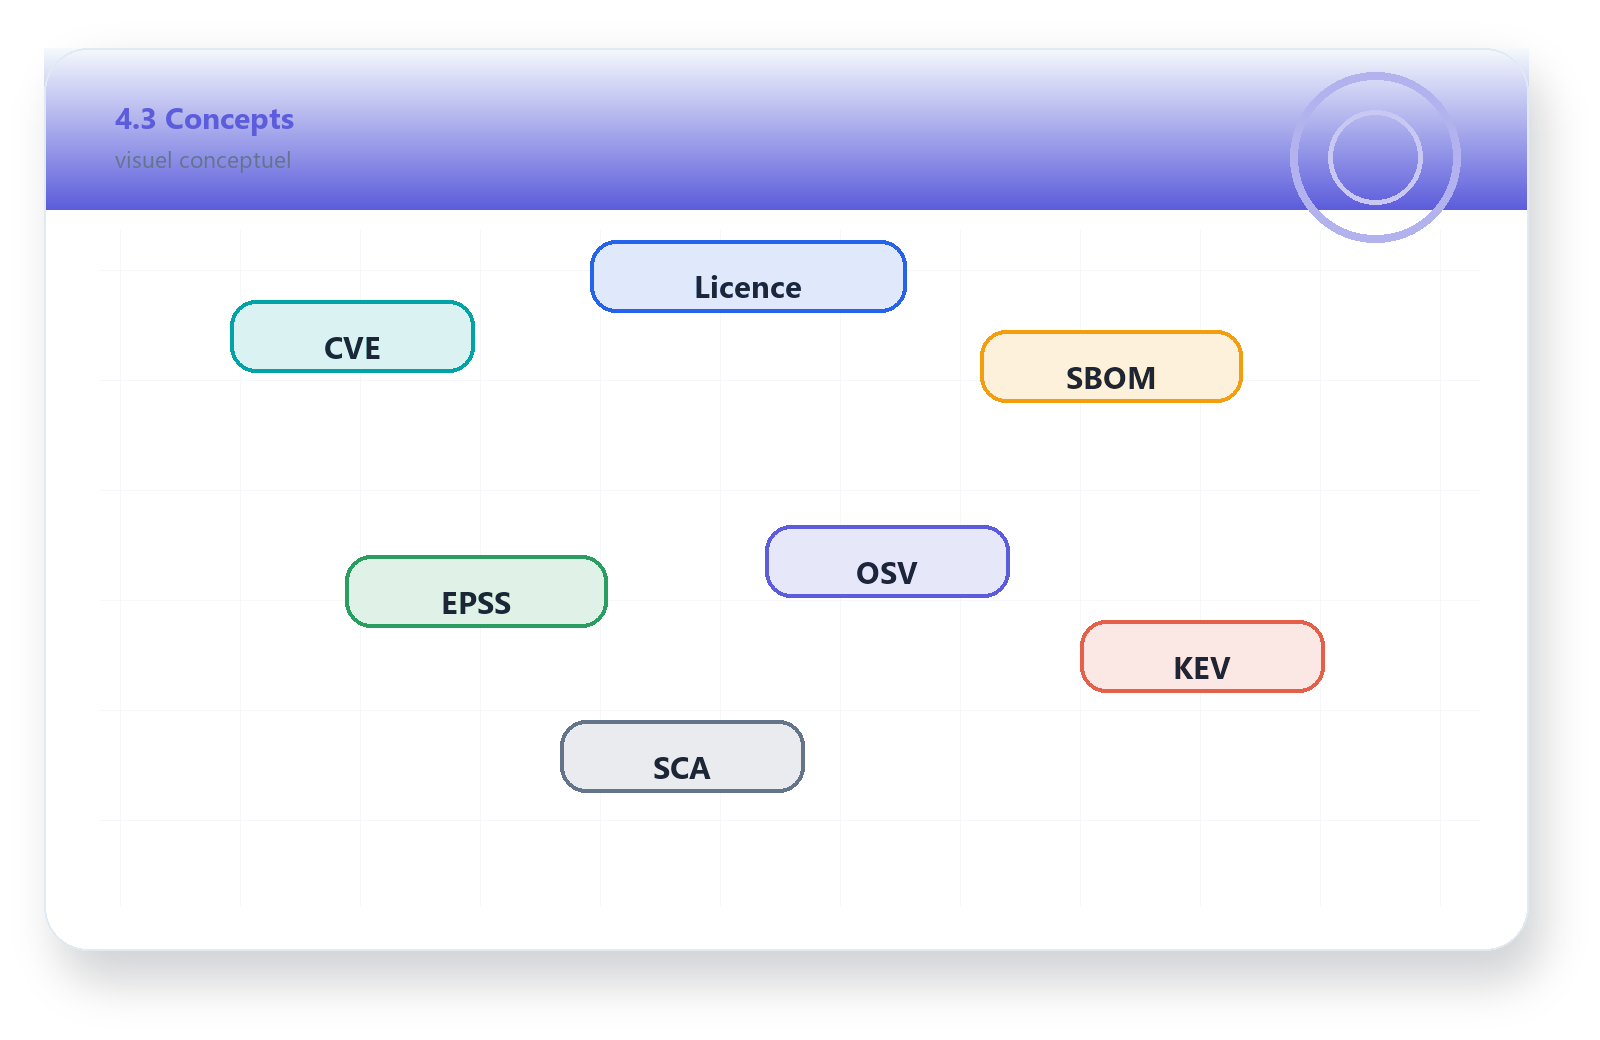 4.3 Concepts
visuel conceptuel
Licence
CVE
SBOM
OSV
EPSS
KEV
SCA